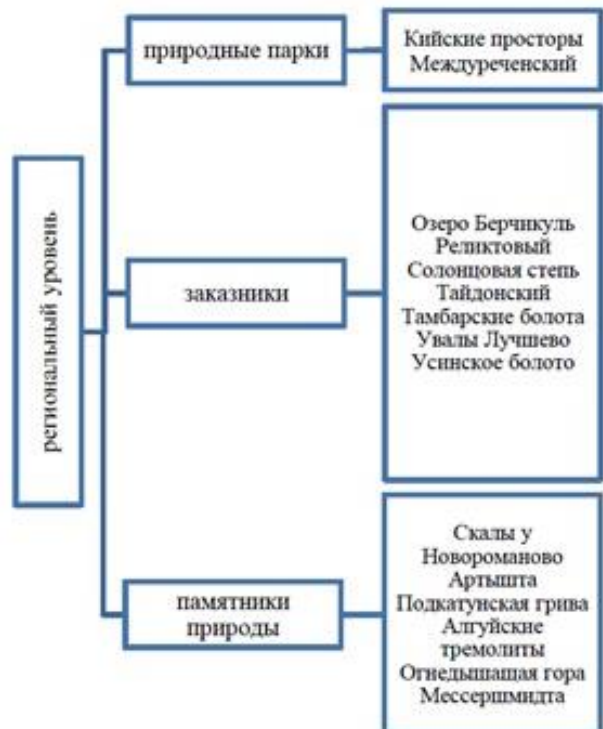 региональный уровень
природные парки
Кийские просторы
Междуреченский
заказники
Озеро Берчикуль
Реликтовый
Солонцовая степь
Тайдонский
Тамбарские болота
Увалы Лучшево
Усинское болото
памятники
природы
Скалы у
Новороманово
Артышта
Подкатунская грива
Алгуйские
тремолиты
Огнедышащая гора
Мессершмидта